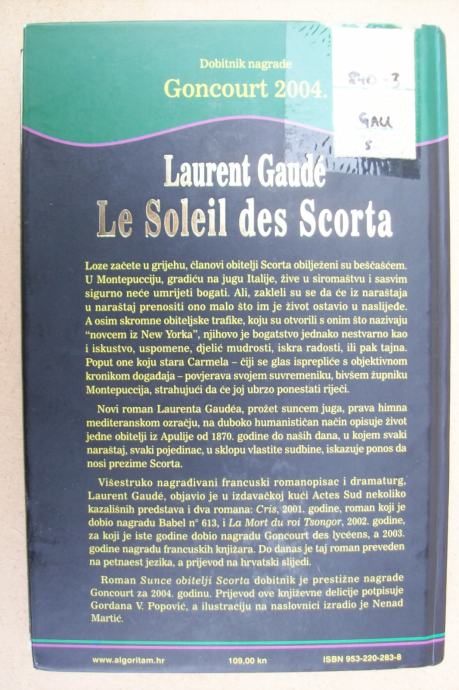 Dobitnik nagrade
Goncourt 2004.
840-3
GAU
s
Laurent Gaudé
Le Soleil des Scorta
Loze začete u grijehu, članovi obitelji Scorta obilježeni su beščašćem.
U Montepucciju, gradiću na jugu Italije, žive u siromaštvu i sasvim
sigurno neće umrijeti bogati. Ali, zakleli su se da će iz naraštaja
u naraštaj prenositi ono malo što im je život ostavio u naslijeđe.
A osim skromne obiteljske trafike, koju su otvorili s onim što nazivaju
“novcem iz New Yorka”, njihovo je bogatstvo jednako nestvarno kao
i iskustvo, uspomene, djelić mudrosti, iskra radosti, ili pak tajna.
Poput one koju stara Carmela – čiji se glas isprepliće s objektivnom
kronikom događaja – povjerava svojem suvremeniku, bivšem župniku
Montepuccija, strahujući da će joj ubrzo ponestati riječi.
Novi roman Laurenta Gaudéa, prožet suncem juga, prava himna
mediteranskom ozračju, na duboko humanističan način opisuje život
jedne obitelji iz Apulije od 1870. godine do naših dana, u kojem svaki
naraštaj, svaki pojedinac, u sklopu vlastite sudbine, iskazuje ponos da
nosi prezime Scorta.
Višestruko nagrađivani francuski romanopisac i dramaturg,
Laurent Gaudé, objavio je u izdavačkoj kući Actes Sud nekoliko
kazališnih predstava i dva romana: Cris, 2001. godine, roman koji je
dobio nagradu Babel n° 613, i La Mort du roi Tsongor, 2002. godine,
za koji je iste godine dobio nagradu Goncourt des lycéens, a 2003.
godine nagradu francuskih knjižara. Do danas je taj roman preveden
na petnaest jezika, a prijevod na hrvatski slijedi.
Roman Sunce obitelji Scorta dobitnik je prestižne nagrade
Goncourt za 2004. godinu. Prijevod ove književne delicije potpisuje
Gordana V. Popović, a ilustraciju na naslovnici izradio je Nenad
Martić.
www.algoritam.hr 109,00 kn ISBN 953-220-283-8